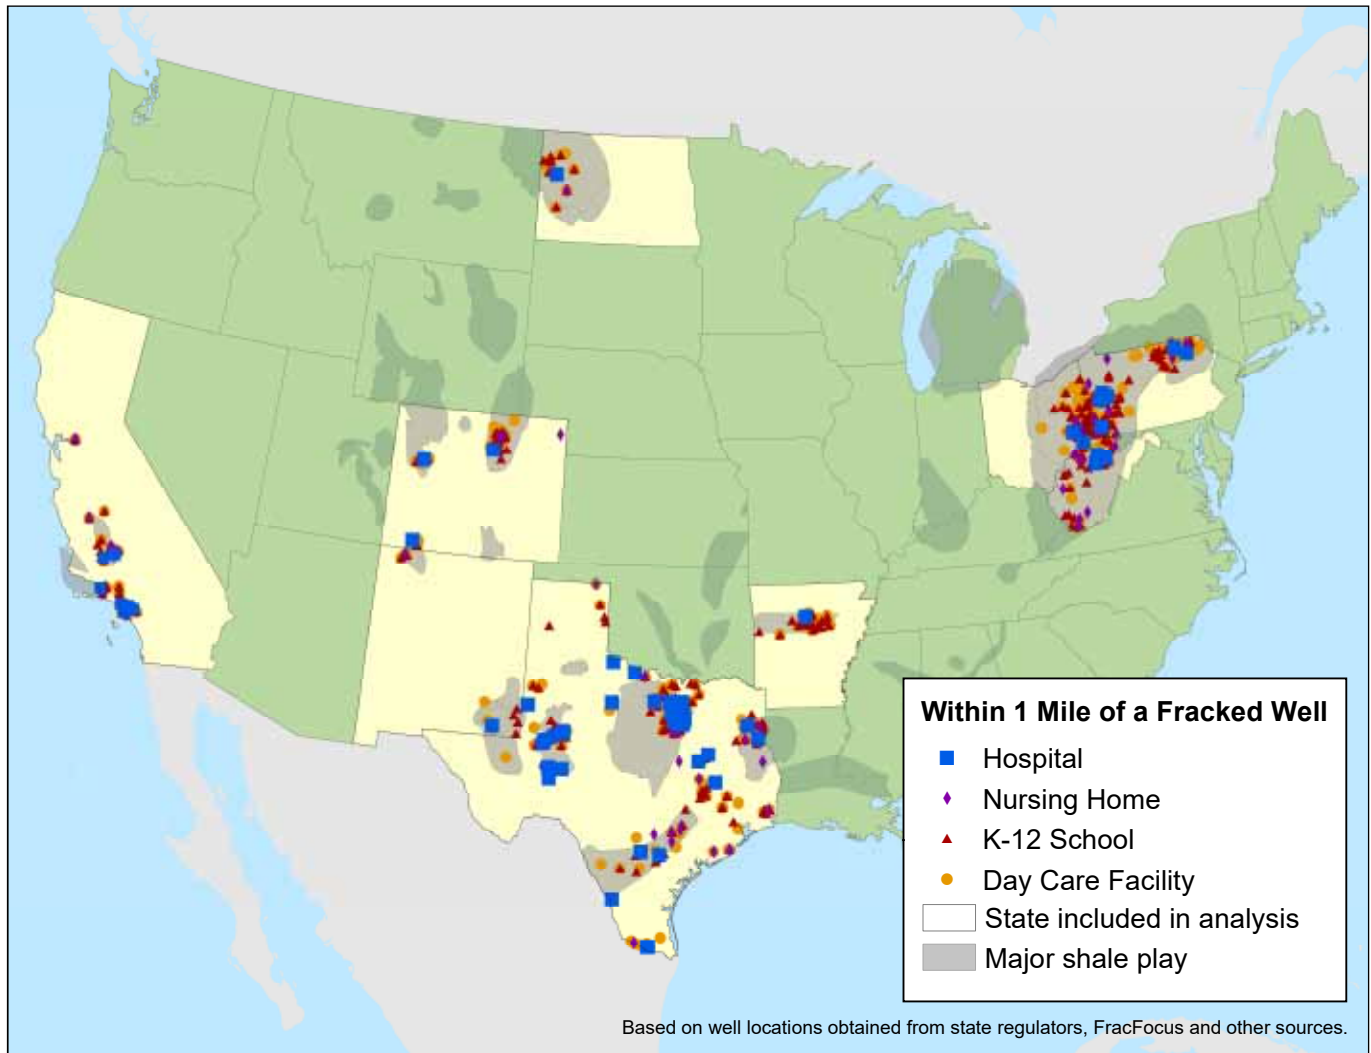 Within 1 Mile of a Fracked Well
Hospital
Nursing Home
K-12 School
Day Care Facility
State included in analysis
Major shale play
Based on well locations obtained from state regulators, FracFocus and other sources.